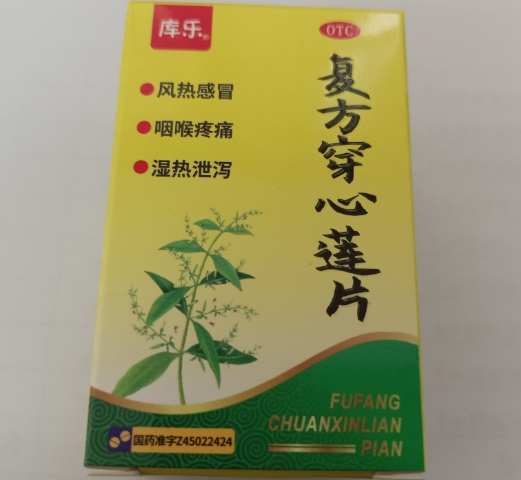 库乐®
OTC
复方穿心莲片
风热感冒
咽喉疼痛
湿热泄泻
FUFANG
CHUANXINLIAN
PIAN
国药准字Z45022424